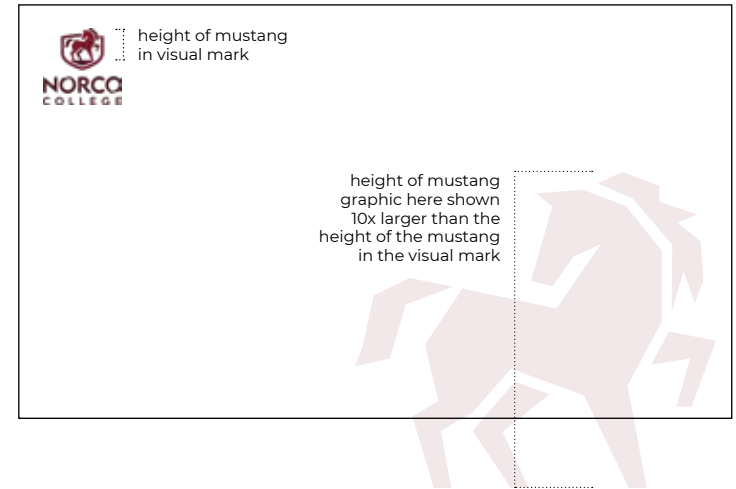 height of mustang
in visual mark
NORCO
COLLEGE
height of mustang
graphic here shown
10x larger than the
height of the mustang
in the visual mark